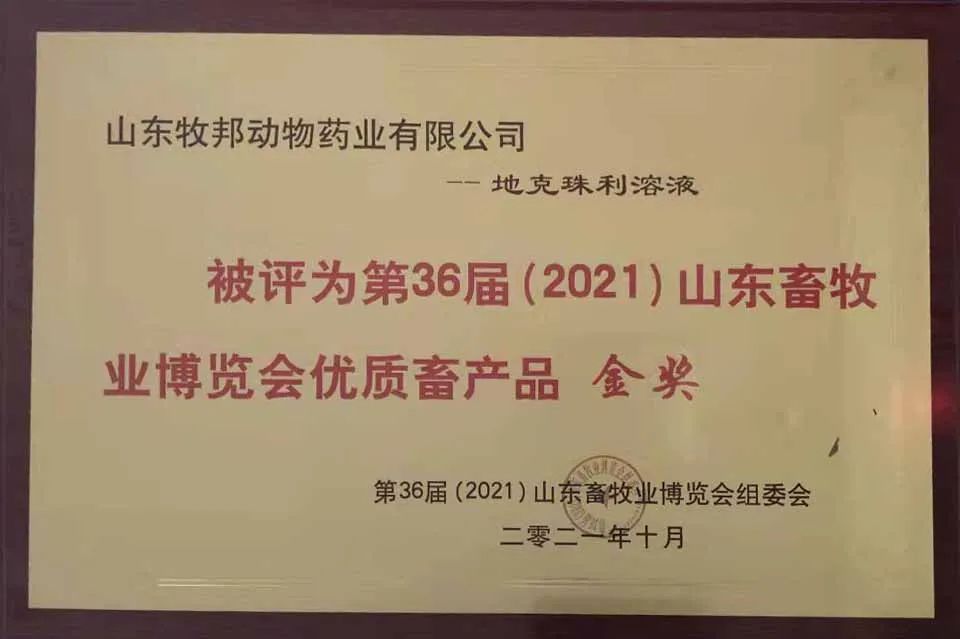 山东牧邦动物药业有限公司
-- 地克珠利溶液
被评为第36届(2021)山东畜牧
业博览会优质畜产品 金奖
第36届(2021)山东畜牧业博览会组委会
二零二一年十月